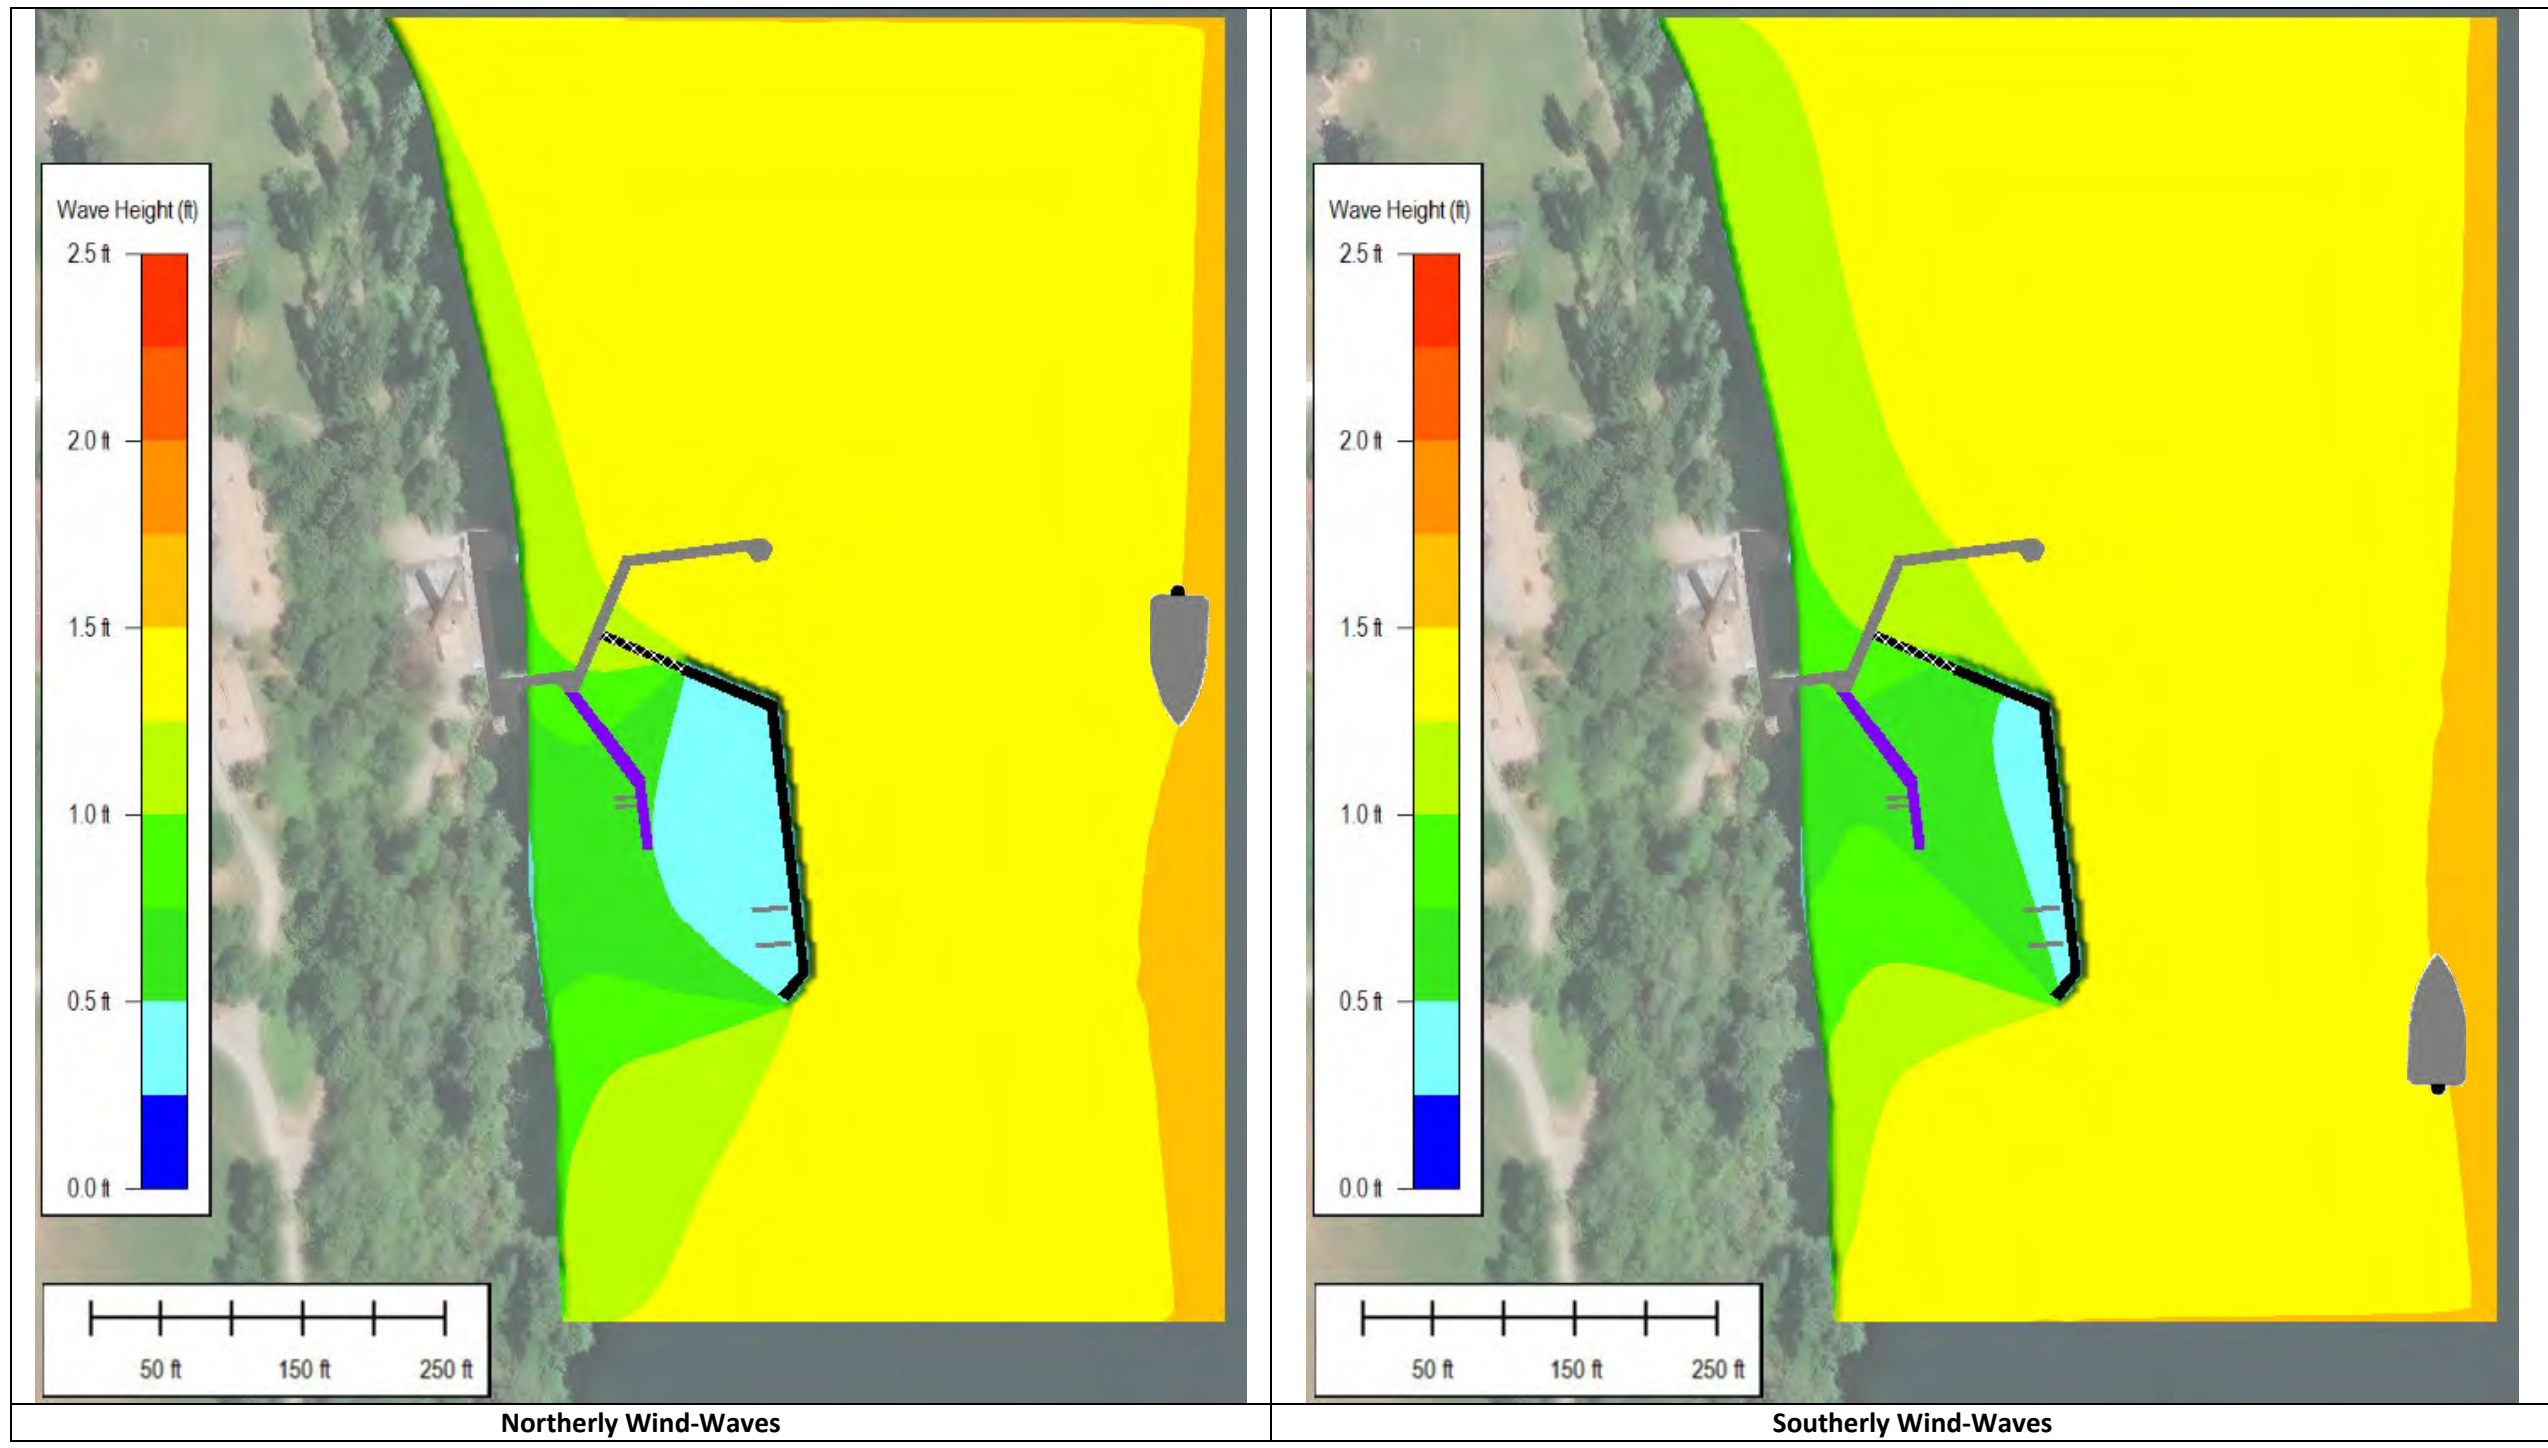 Wave Height (ft)
2.5 ft
2.0 ft
1.5 ft
1.0 ft
0.5 ft
0.0 ft
50 ft 150 ft 250 ft
Northerly Wind-Waves
Wave Height (ft)
2.5 ft
2.0 ft
1.5 ft
1.0 ft
0.5 ft
0.0 ft
50 ft 150 ft 250 ft
Southerly Wind-Waves